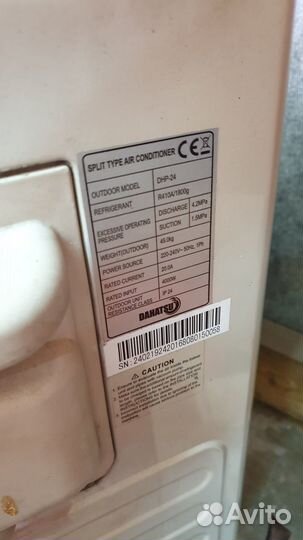 SPLIT TYPE AIR CONDITIONER CE
OUTDOOR MODEL DHP-24
REFRIGERANT R410A/1800g
EXCESSIVE OPERATING PRESSURE DISCHARGE 4.2MPa
SUCTION 1.5MPa
WEIGHT(OUTDOOR) 49.0kg
POWER SOURCE 220-240V~ 50Hz, 1Ph
RATED CURRENT 20.0A
RATED INPUT 4000W
OUTDOOR UNIT RESISTANCE CLASS IP 24
DAHATSU
SN: 2402192420168080150058
CAUTION
Avito